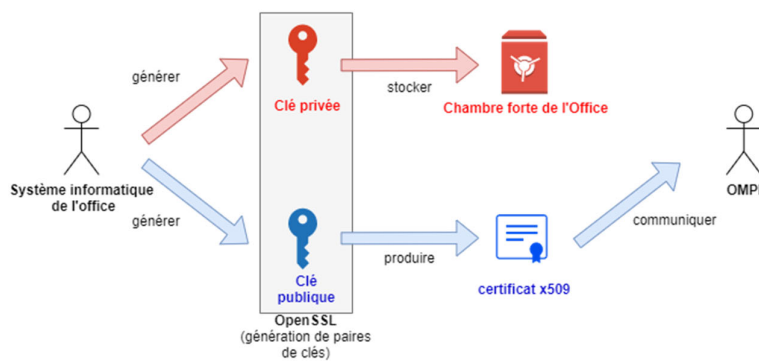 générer
Clé privée
stocker
Chambre forte de l'Office
Système informatique
de l'office
générer
Clé
publique
produire
certificat x509
communiquer
OMPI
OpenSSL
(génération de paires
de clés)